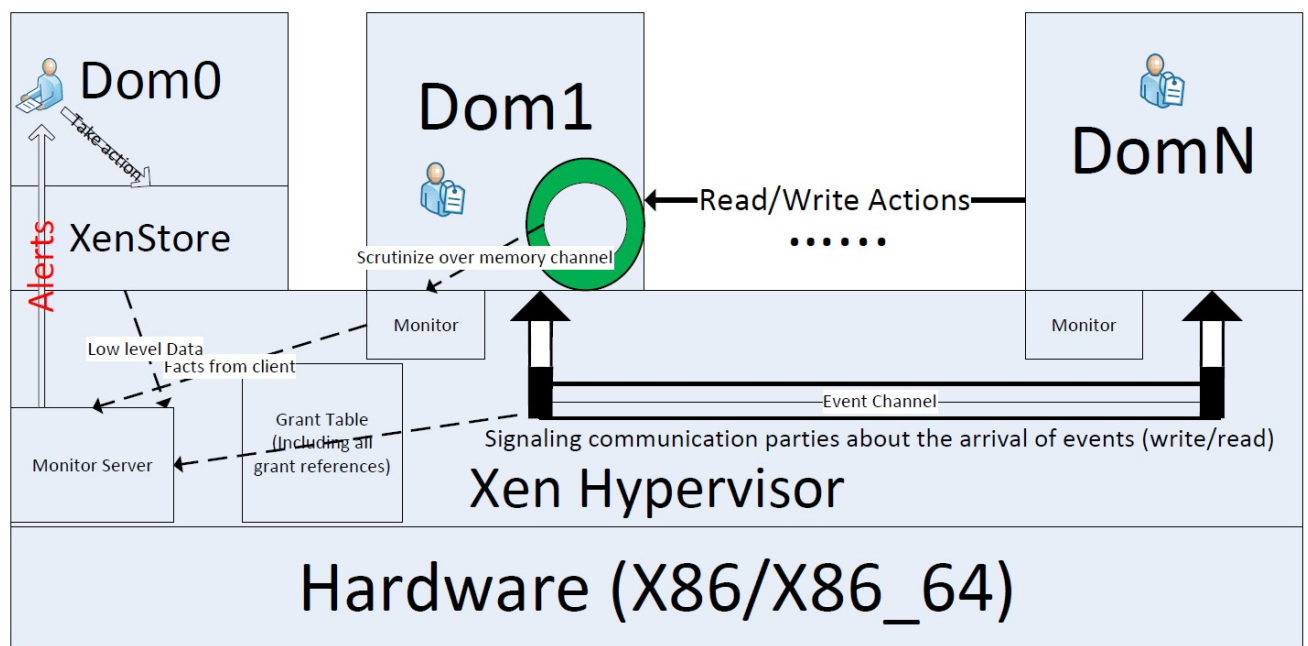 Dom0
Take action
XenStore
Alerts
Dom1
Scrutinize over memory channel
Read/Write Actions
......
DomN
Monitor
Monitor
Low level Data
Facts from client
Monitor Server
Grant Table
(Including all
grant references)
Event Channel
Signaling communication parties about the arrival of events (write/read)
Xen Hypervisor
Hardware (X86/X86_64)